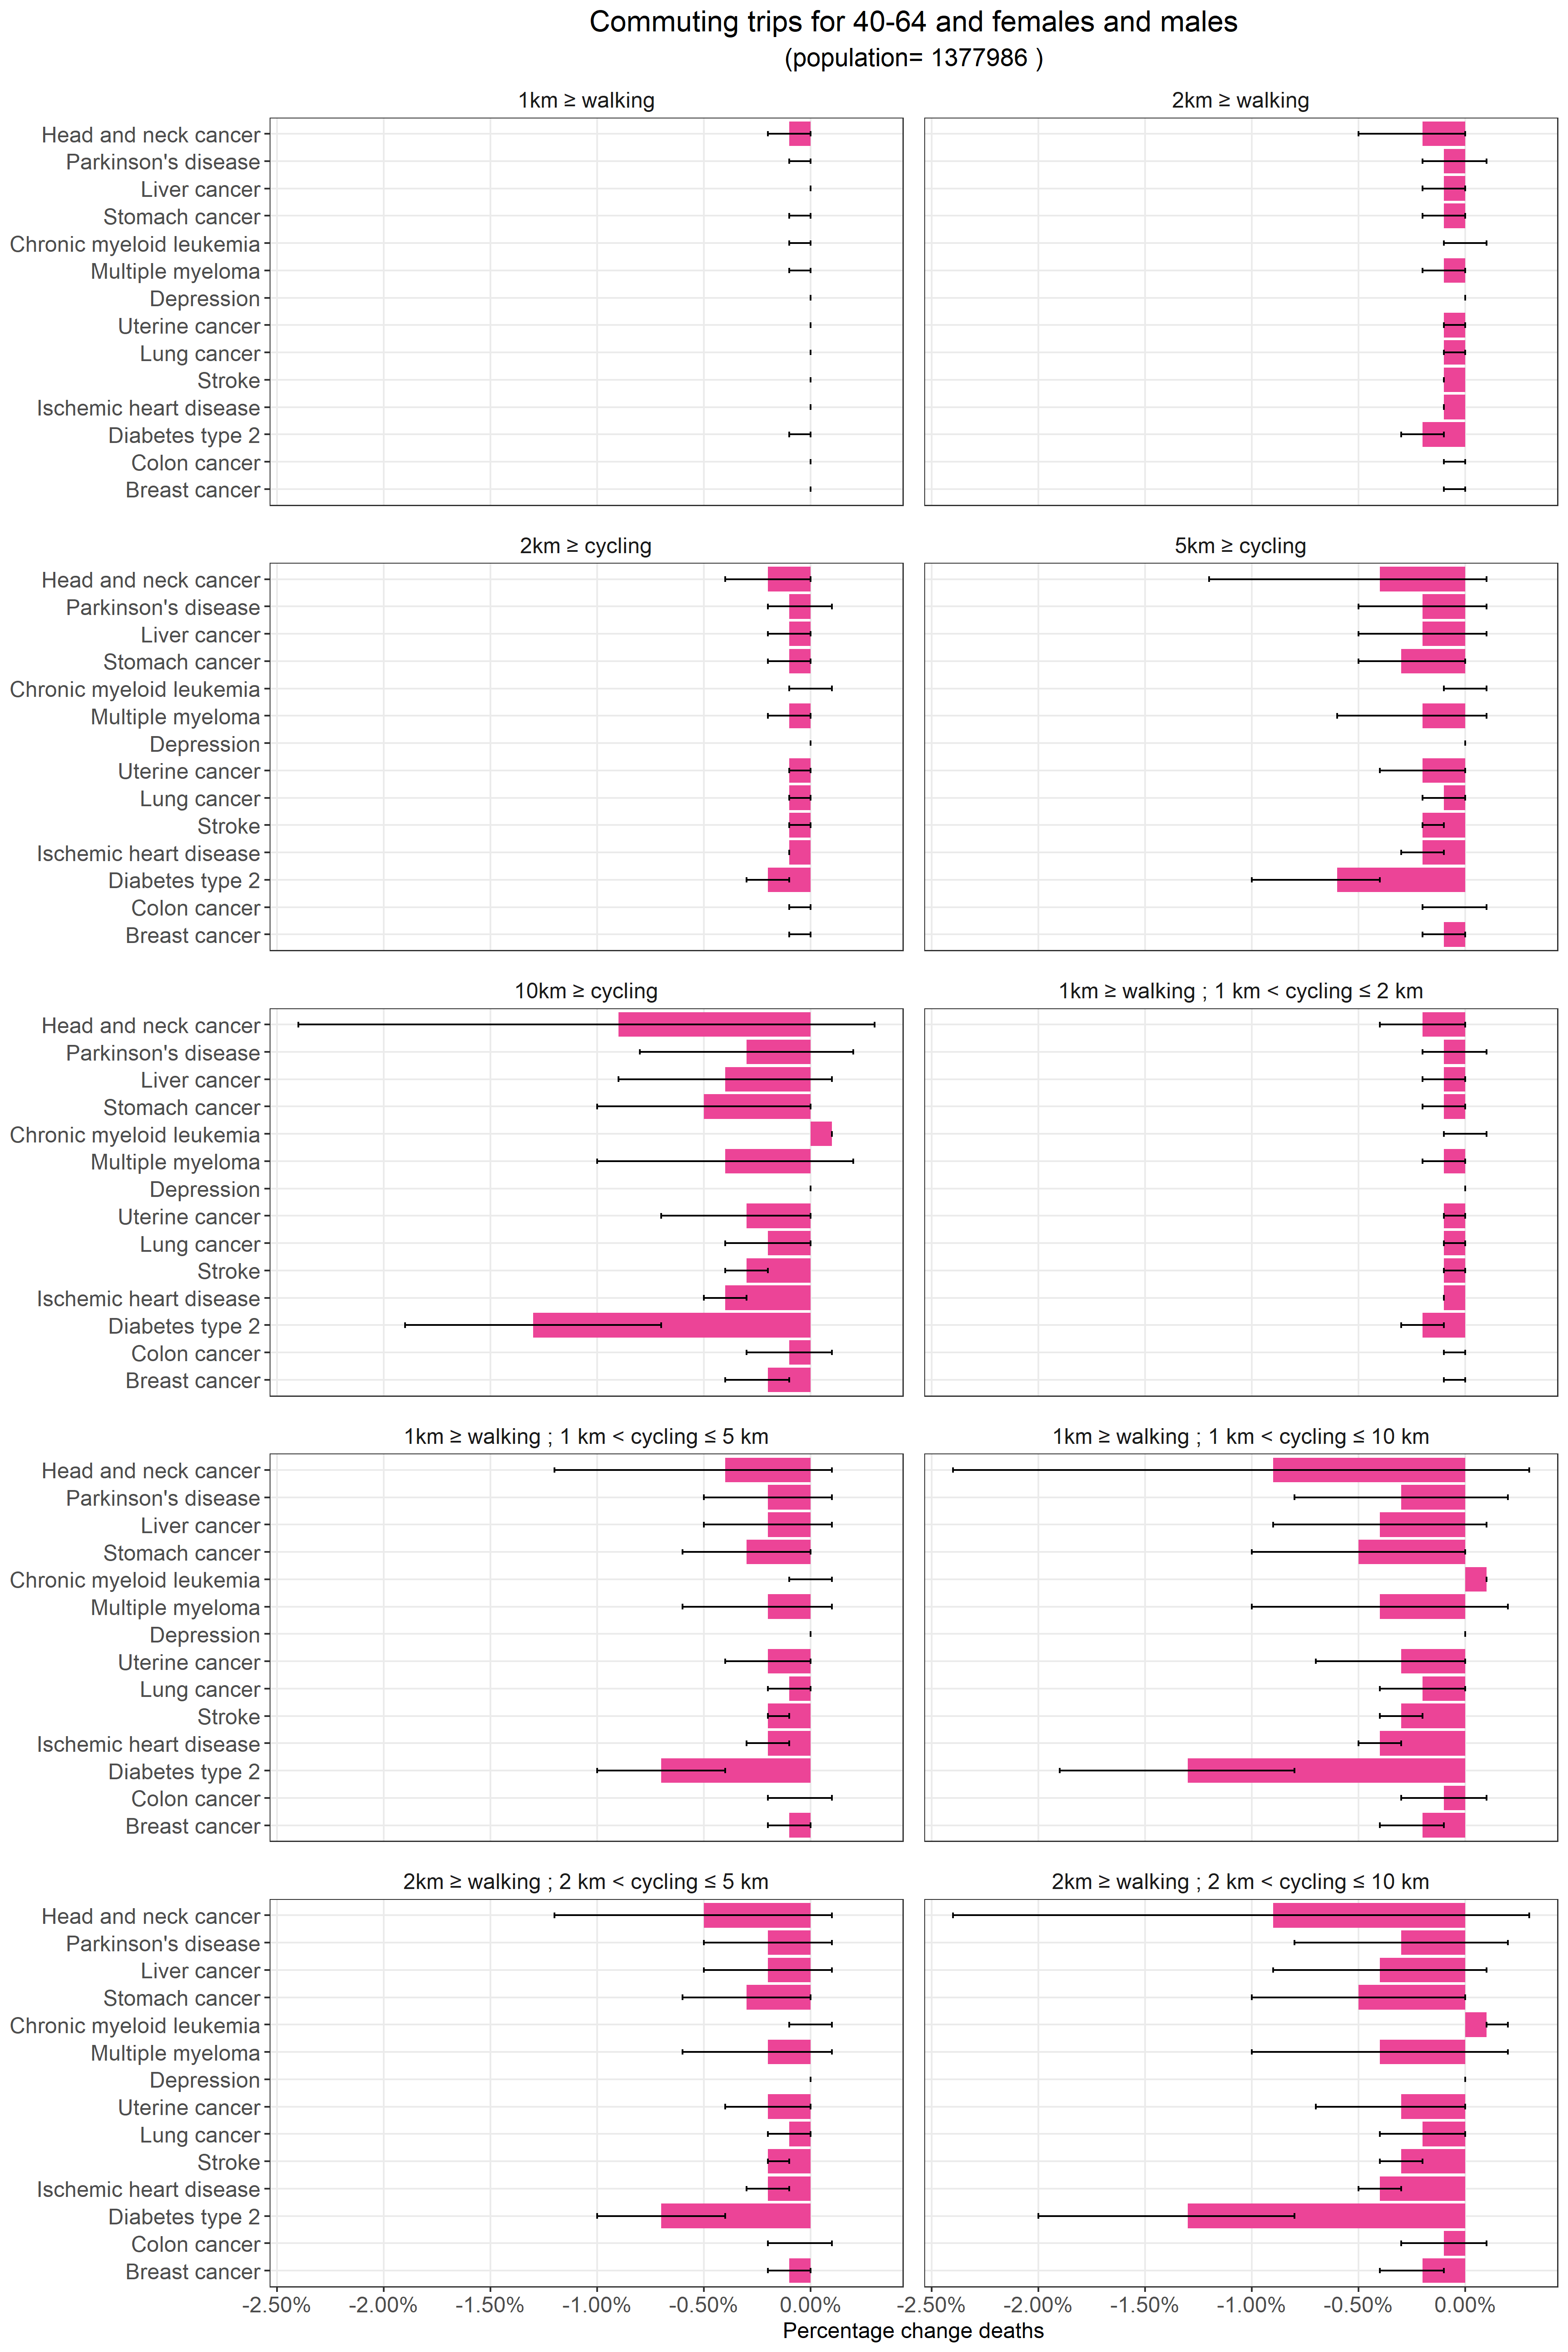 Commuting trips for 40-64 and females and males
(population= 1377986 )
1km ≥ walking
2km ≥ walking
Head and neck cancer
Parkinson's disease
Liver cancer
Stomach cancer
Chronic myeloid leukemia
Multiple myeloma
Depression
Uterine cancer
Lung cancer
Stroke
Ischemic heart disease
Diabetes type 2
Colon cancer
Breast cancer
2km ≥ cycling
5km ≥ cycling
Head and neck cancer
Parkinson's disease
Liver cancer
Stomach cancer
Chronic myeloid leukemia
Multiple myeloma
Depression
Uterine cancer
Lung cancer
Stroke
Ischemic heart disease
Diabetes type 2
Colon cancer
Breast cancer
10km ≥ cycling
1km ≥ walking ; 1 km < cycling ≤ 2 km
Head and neck cancer
Parkinson's disease
Liver cancer
Stomach cancer
Chronic myeloid leukemia
Multiple myeloma
Depression
Uterine cancer
Lung cancer
Stroke
Ischemic heart disease
Diabetes type 2
Colon cancer
Breast cancer
1km ≥ walking ; 1 km < cycling ≤ 5 km
1km ≥ walking ; 1 km < cycling ≤ 10 km
Head and neck cancer
Parkinson's disease
Liver cancer
Stomach cancer
Chronic myeloid leukemia
Multiple myeloma
Depression
Uterine cancer
Lung cancer
Stroke
Ischemic heart disease
Diabetes type 2
Colon cancer
Breast cancer
2km ≥ walking ; 2 km < cycling ≤ 5 km
2km ≥ walking ; 2 km < cycling ≤ 10 km
Head and neck cancer
Parkinson's disease
Liver cancer
Stomach cancer
Chronic myeloid leukemia
Multiple myeloma
Depression
Uterine cancer
Lung cancer
Stroke
Ischemic heart disease
Diabetes type 2
Colon cancer
Breast cancer
-2.50% -2.00% -1.50% -1.00% -0.50% 0.00% -2.50% -2.00% -1.50% -1.00% -0.50% 0.00%
Percentage change deaths